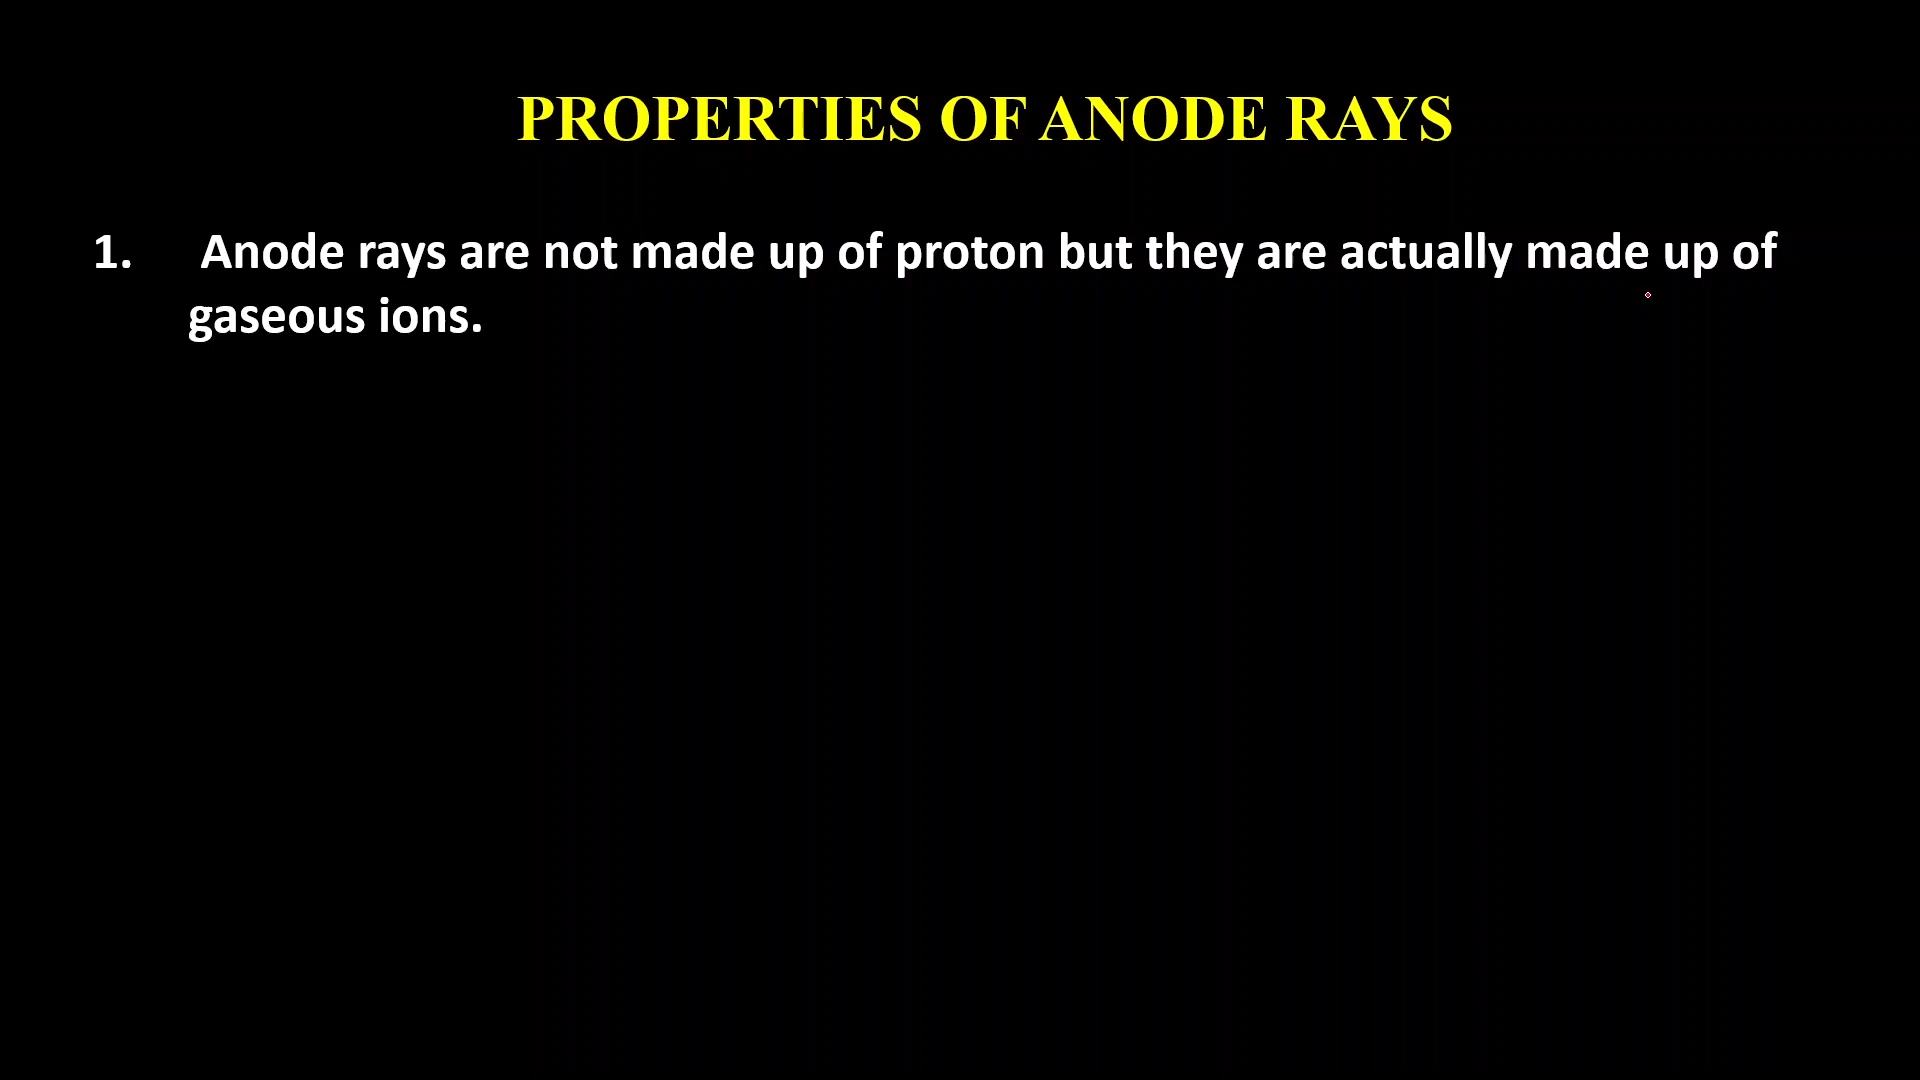 PROPERTIES OF ANODE RAYS
1. Anode rays are not made up of proton but they are actually made up of
gaseous ions.